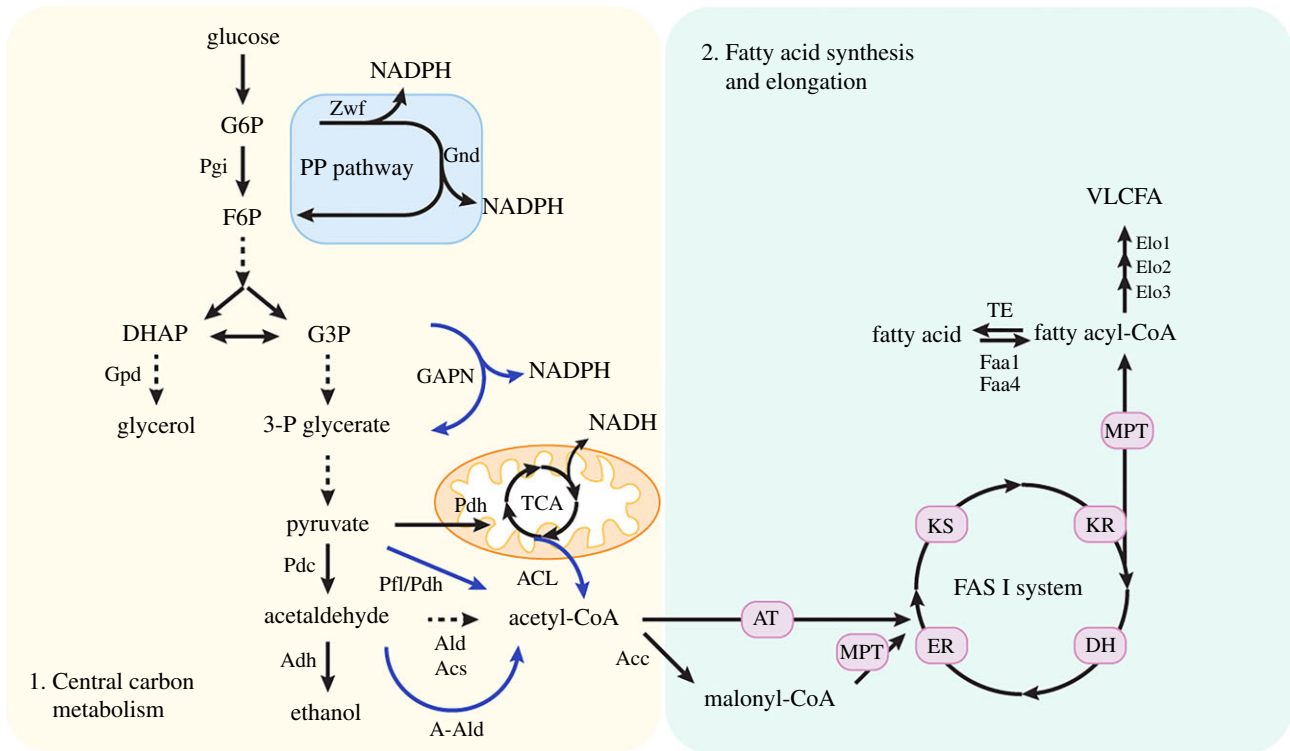 glucose
NADPH
Zwf
G6P
Pgi
PP pathway
Gnd
NADPH
F6P
DHAP
G3P
Gpd
GAPN
NADPH
glycerol
3-P glycerate
NADH
Pdh
TCA
pyruvate
Pdc
Pfl/Pdh
ACL
acetaldehyde
acetyl-CoA
Ald
Acs
Adh
ethanol
A-Ald
1. Central carbon
metabolism
2. Fatty acid synthesis
and elongation
VLCFA
Elo1
Elo2
Elo3
TE
fatty acid
fatty acyl-CoA
Faa1
Faa4
MPT
KS
KR
FAS I system
AT
MPT
ER
DH
Acc
malonyl-CoA